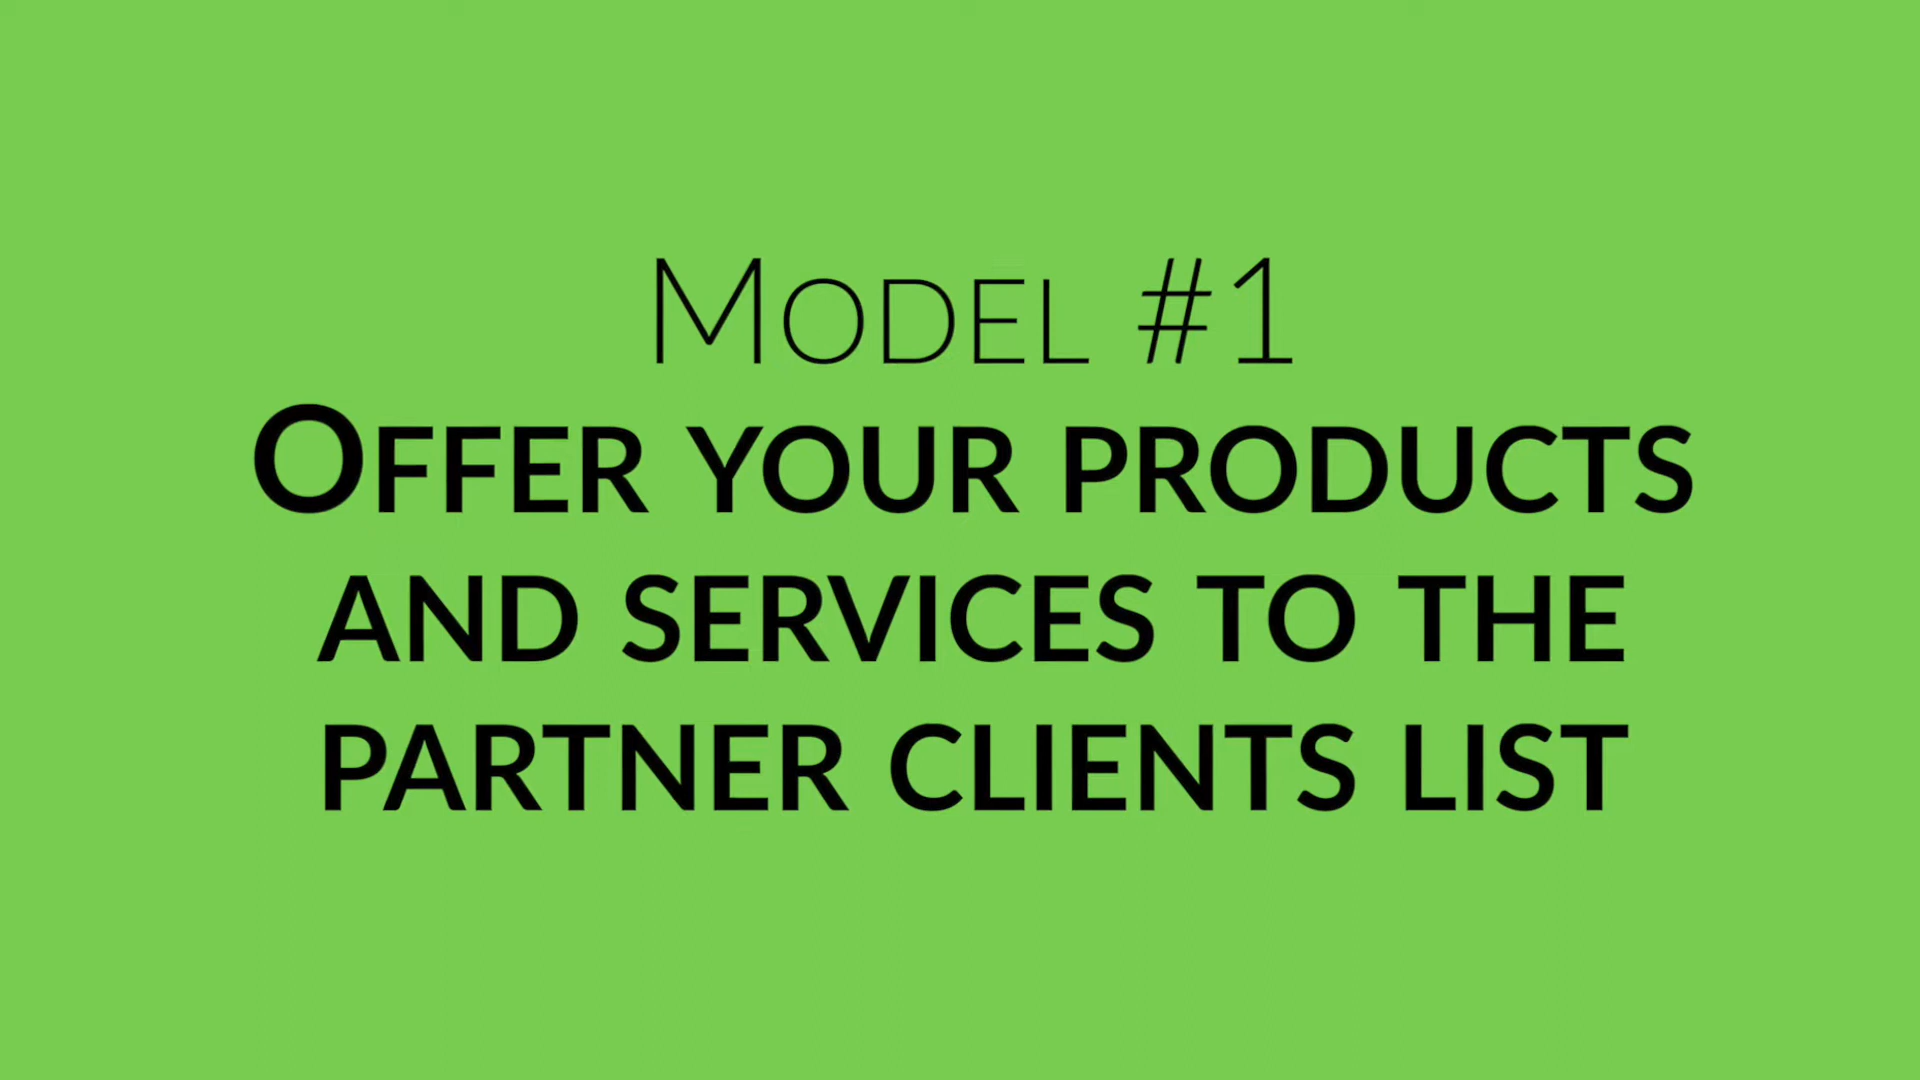 Model #1
Offer your products
and services to the
partner clients list